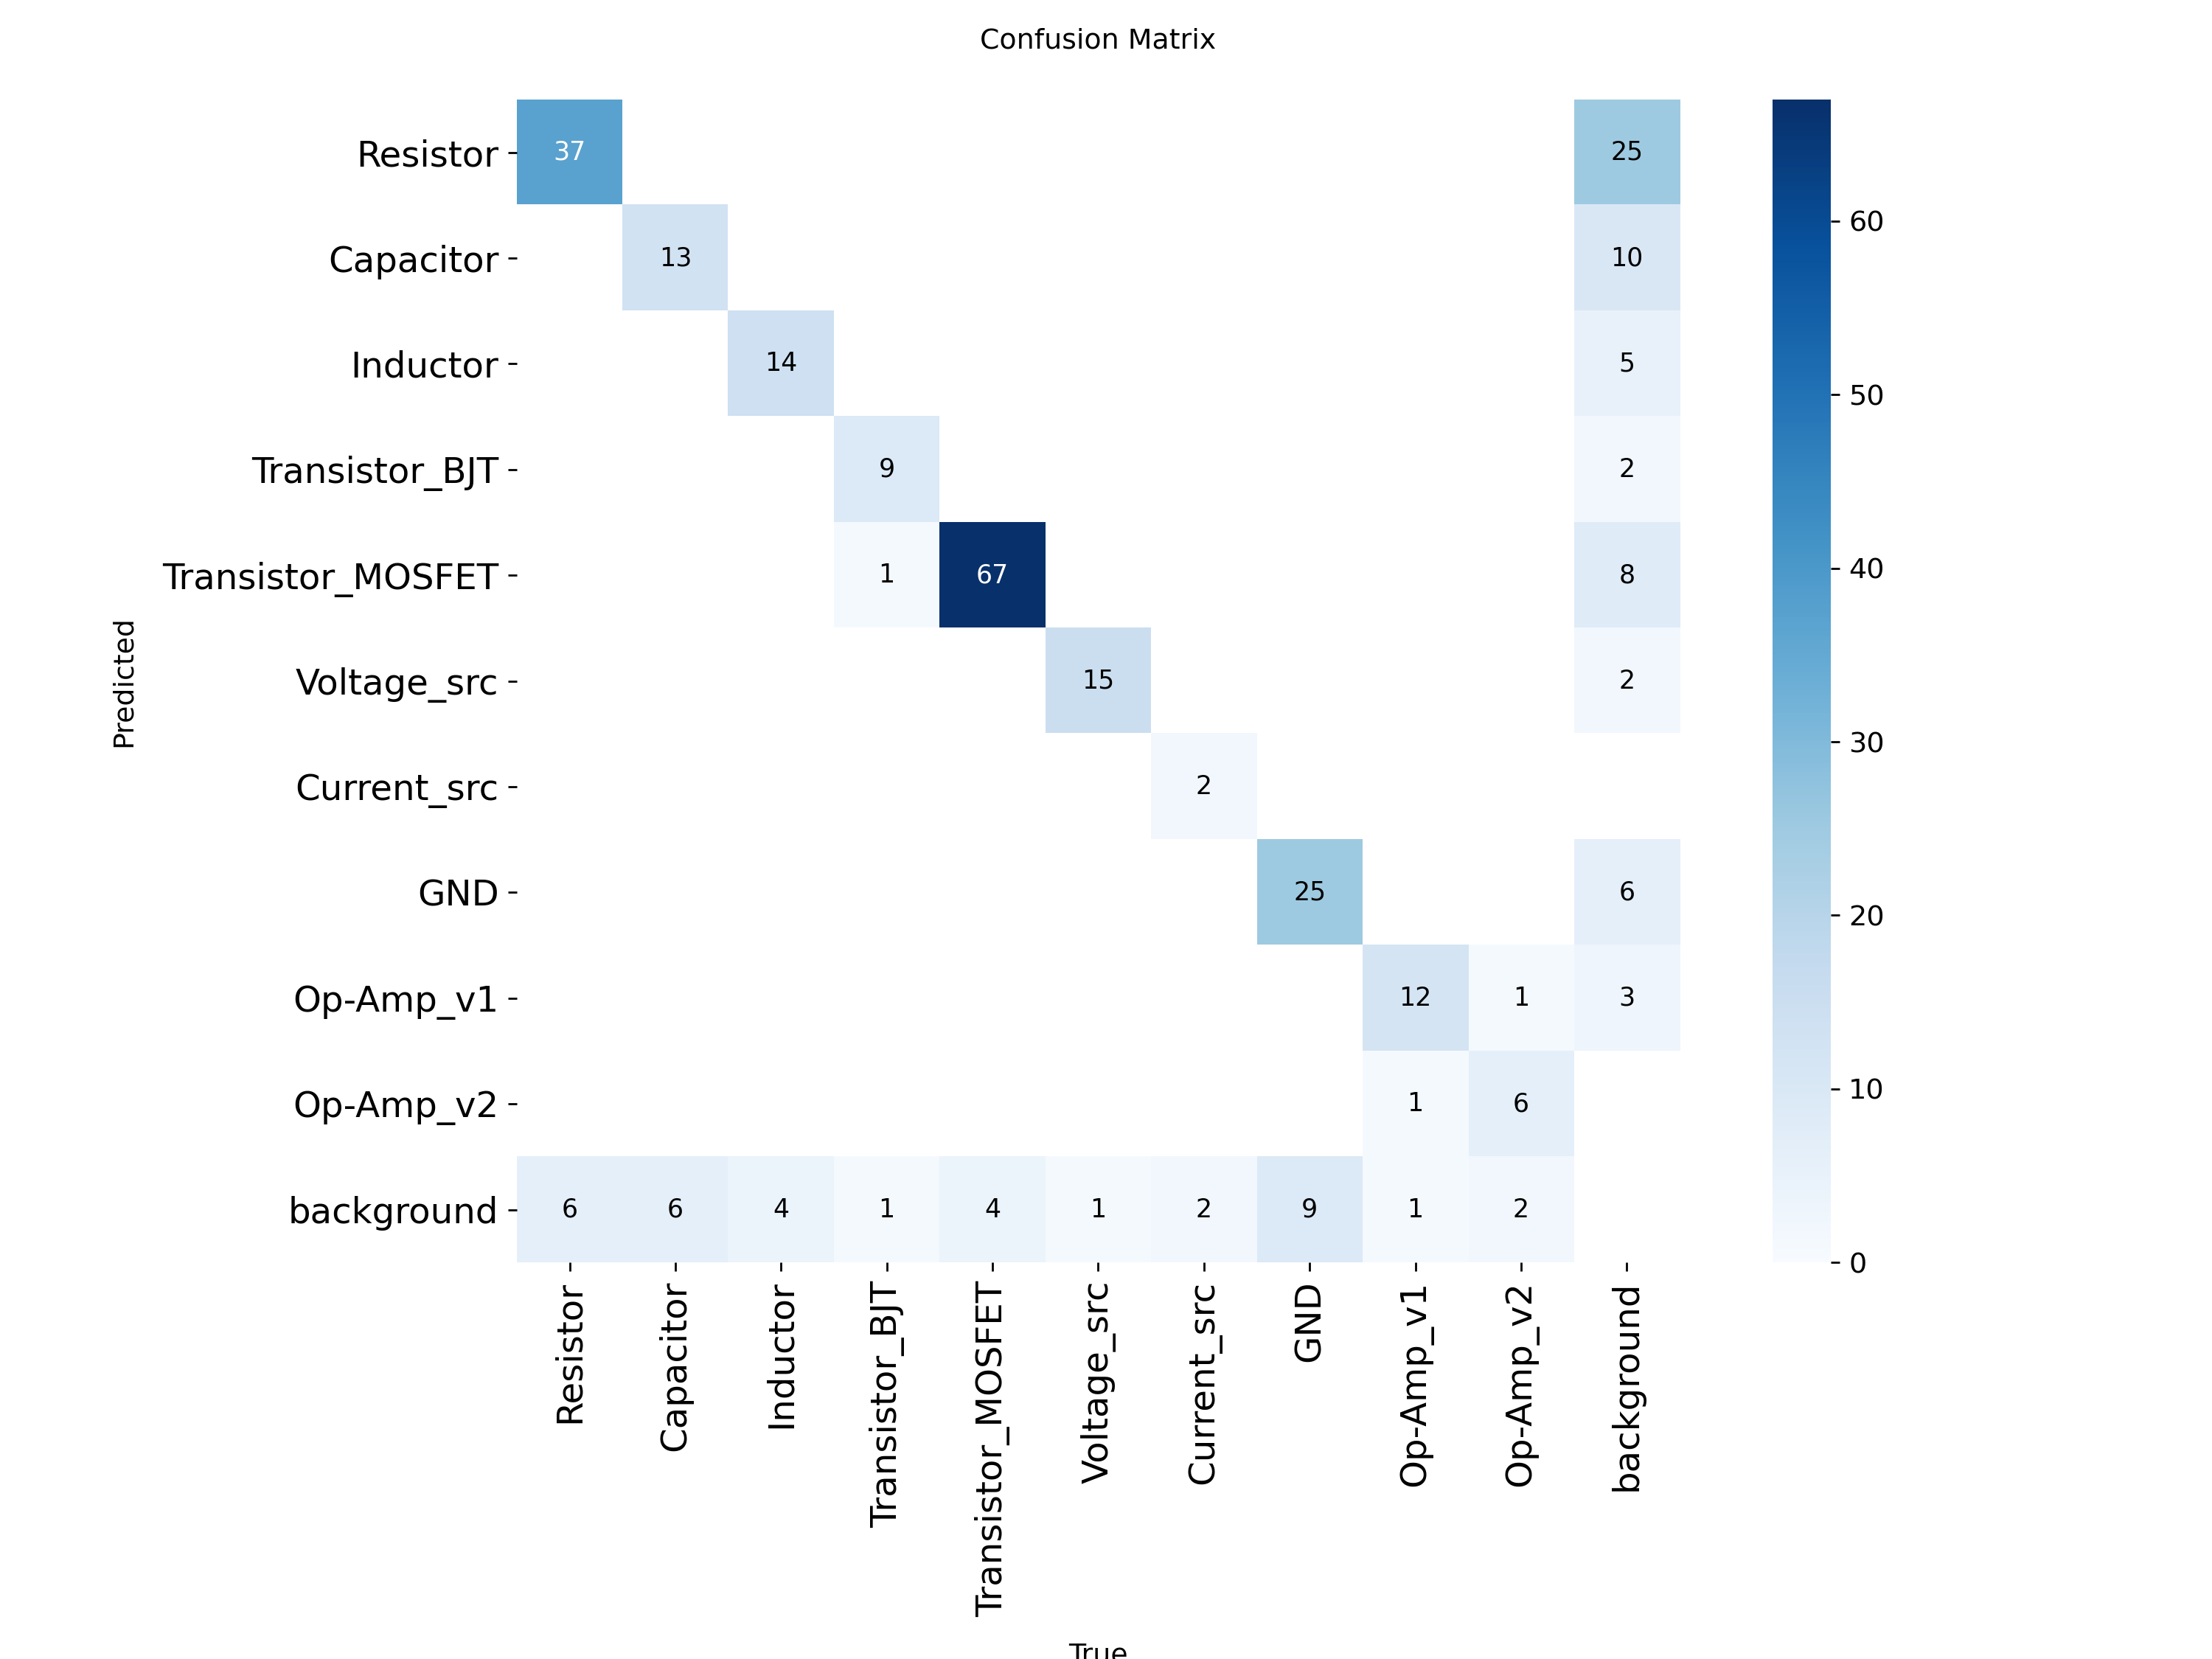 Confusion Matrix
Resistor 37 25
Capacitor 13 10
Inductor 14 5
Transistor_BJT 9 2
Transistor_MOSFET 1 67 8
Voltage_src 15 2
Current_src 2
GND 25 6
Op-Amp_v1 12 1 3
Op-Amp_v2 1 6
background 6 6 4 1 4 1 2 9 1 2
Predicted
Resistor
Capacitor
Inductor
Transistor_BJT
Transistor_MOSFET
Voltage_src
Current_src
GND
Op-Amp_v1
Op-Amp_v2
background
True
60
50
40
30
20
10
0